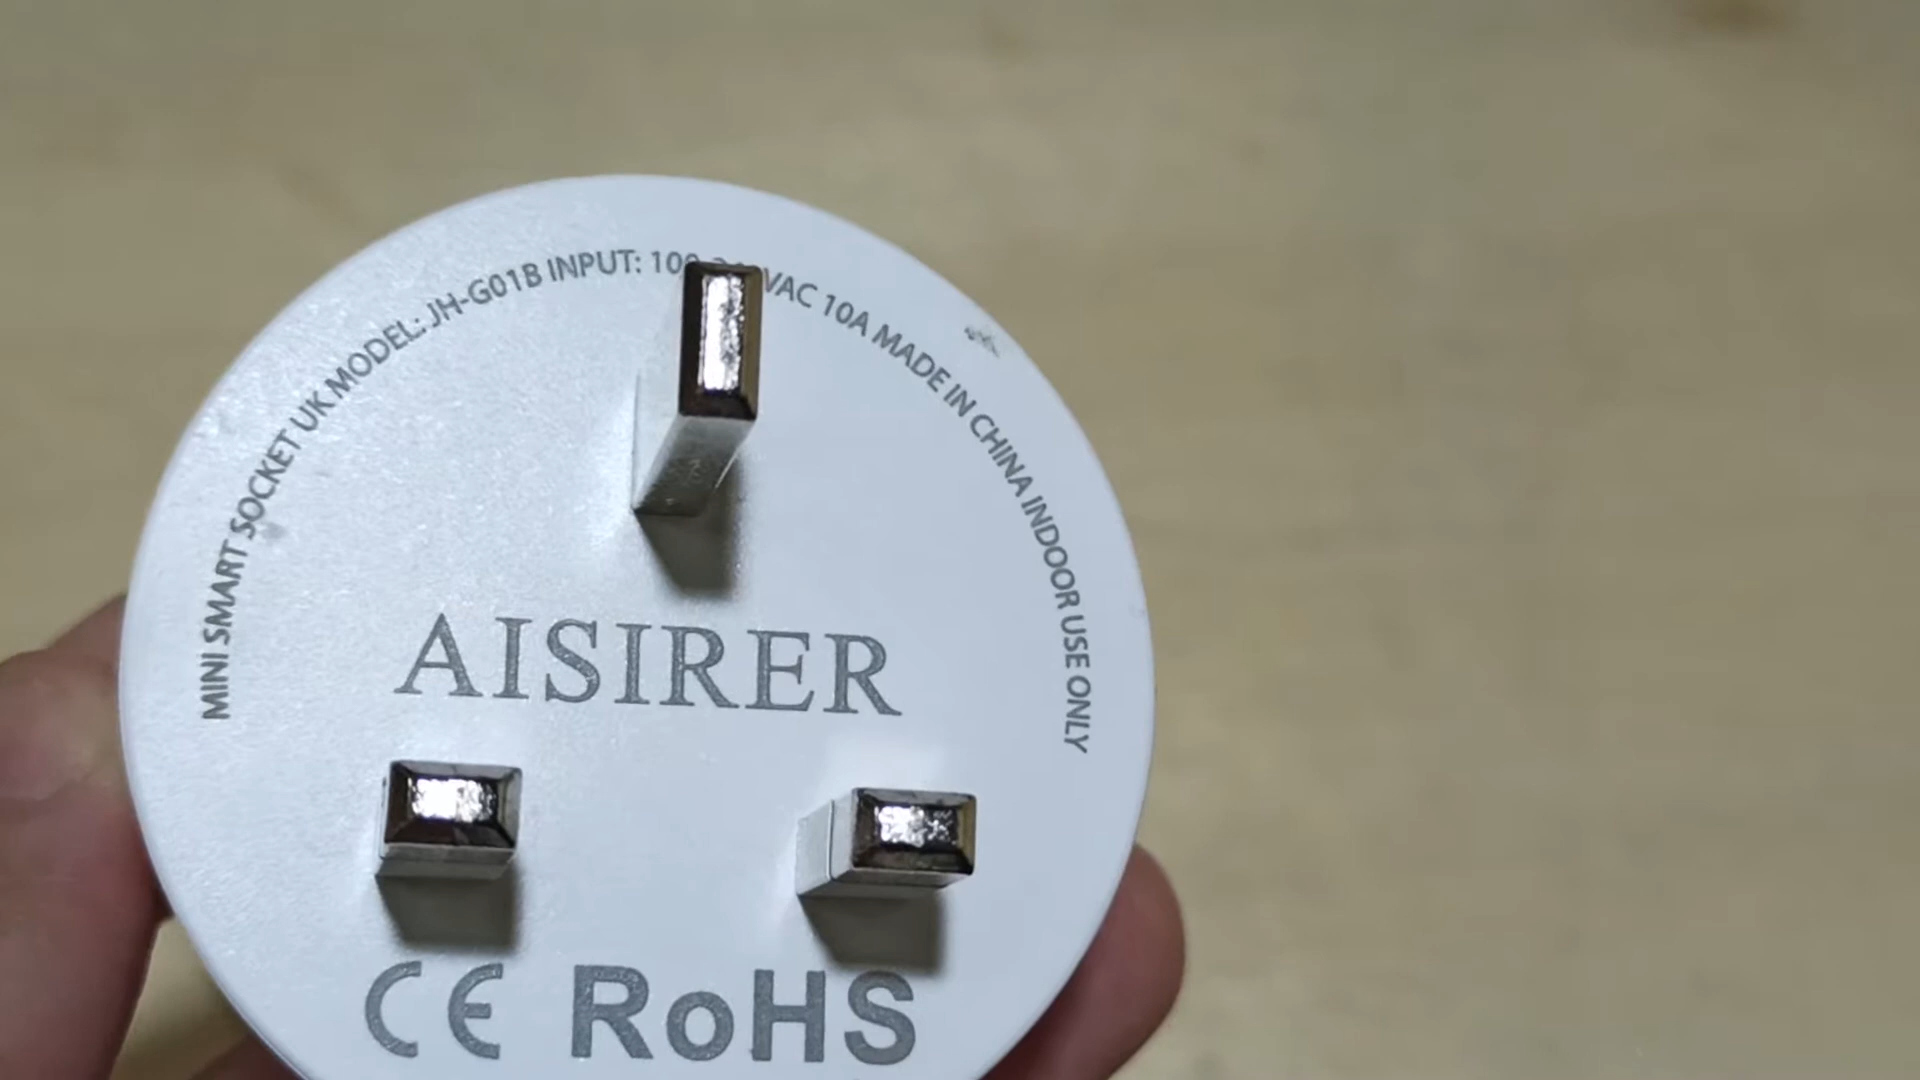 MINI SMART SOCKET UK MODEL: JH-G01B INPUT: 100 VAC 10A MADE IN CHINA INDOOR USE ONLY
AISIRER
CE RoHS